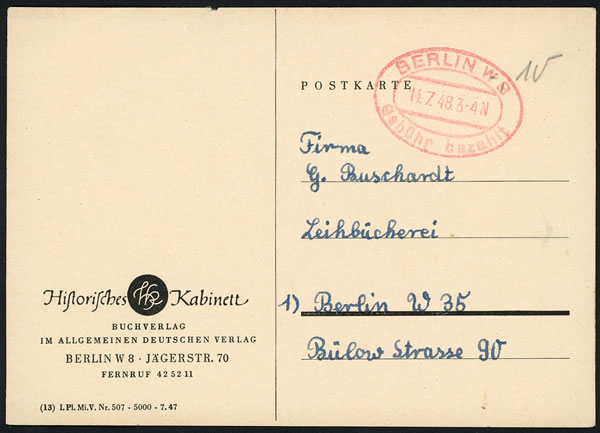 POSTKARTE
BERLIN W 8
14.7.48.3-4N
Gebühr bezahlt
Firma
G. Buschardt
Leihbücherei
1) Berlin W 35
Bülow Strasse 90
Hiſtoriſches Kabinett
BUCHVERLAG
IM ALLGEMEINEN DEUTSCHEN VERLAG
BERLIN W 8 · JÄGERSTR. 70
FERNRUF 42 52 11
(13) I. Pl. Mi. V. Nr. 507 - 5000 - 7. 47